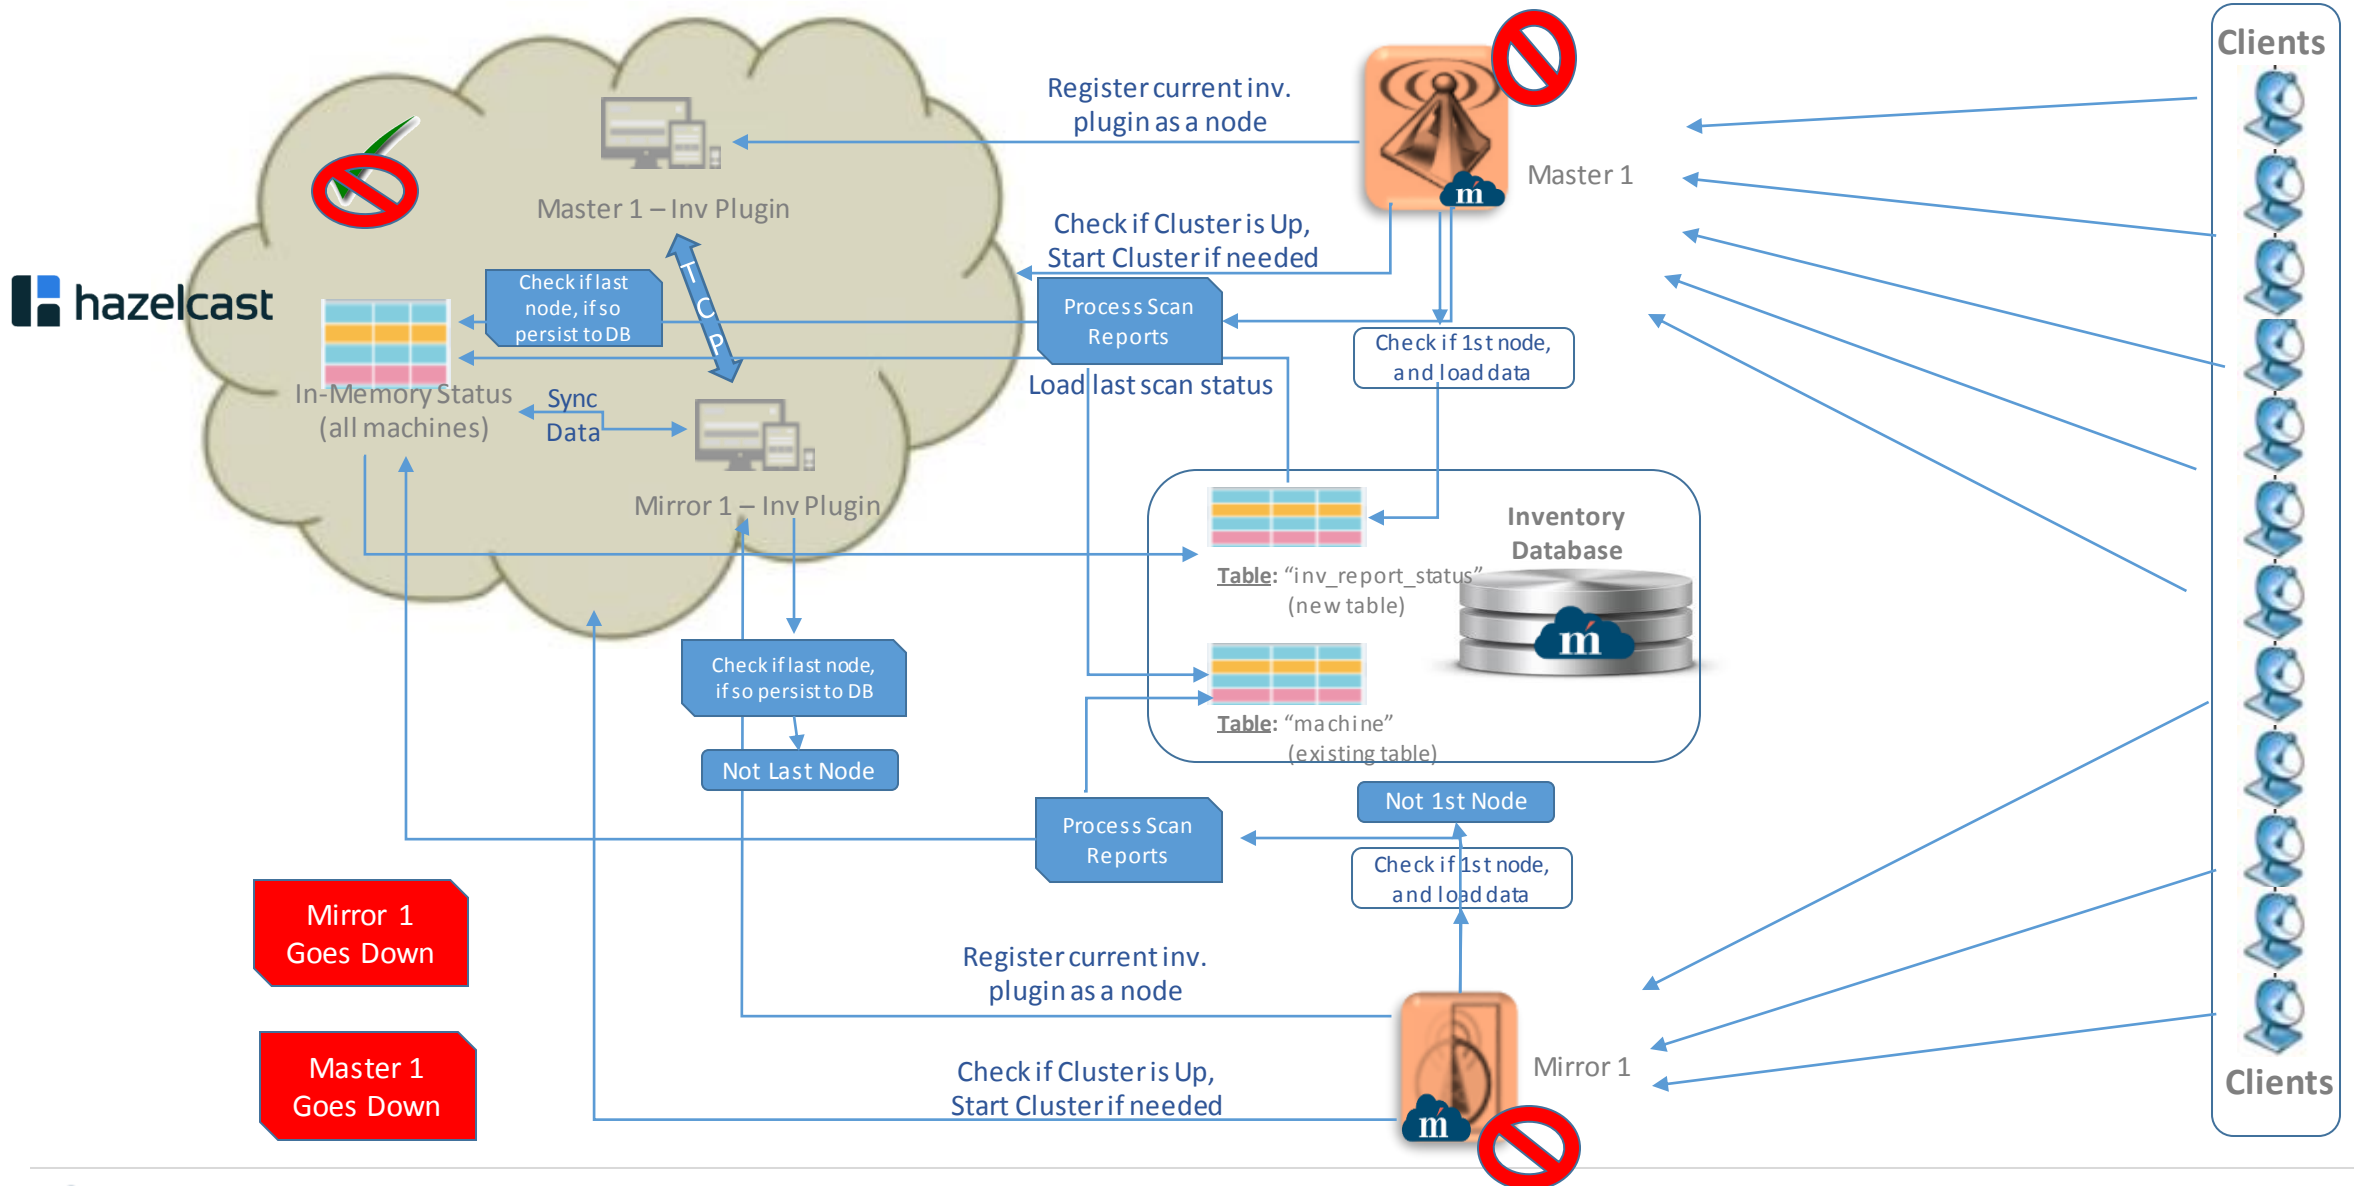 Clients
Register current inv.
plugin as a node
Master 1
Master 1 – Inv Plugin
Check if Cluster is Up,
Start Cluster if needed
hazelcast
Check if last
node, if so
persist to DB
T
C
P
Process Scan
Reports
Check if 1st node,
and load data
Load last scan status
In-Memory Status
(all machines)
Sync
Data
Mirror 1 – Inv Plugin
Inventory
Database
Table: “inv_report_status”
(new table)
Table: “machine”
(existing table)
Check if last node,
if so persist to DB
Not Last Node
Not 1st Node
Process Scan
Reports
Check if 1st node,
and load data
Mirror 1
Goes Down
Register current inv.
plugin as a node
Master 1
Goes Down
Check if Cluster is Up,
Start Cluster if needed
Mirror 1
Clients
m
m
m